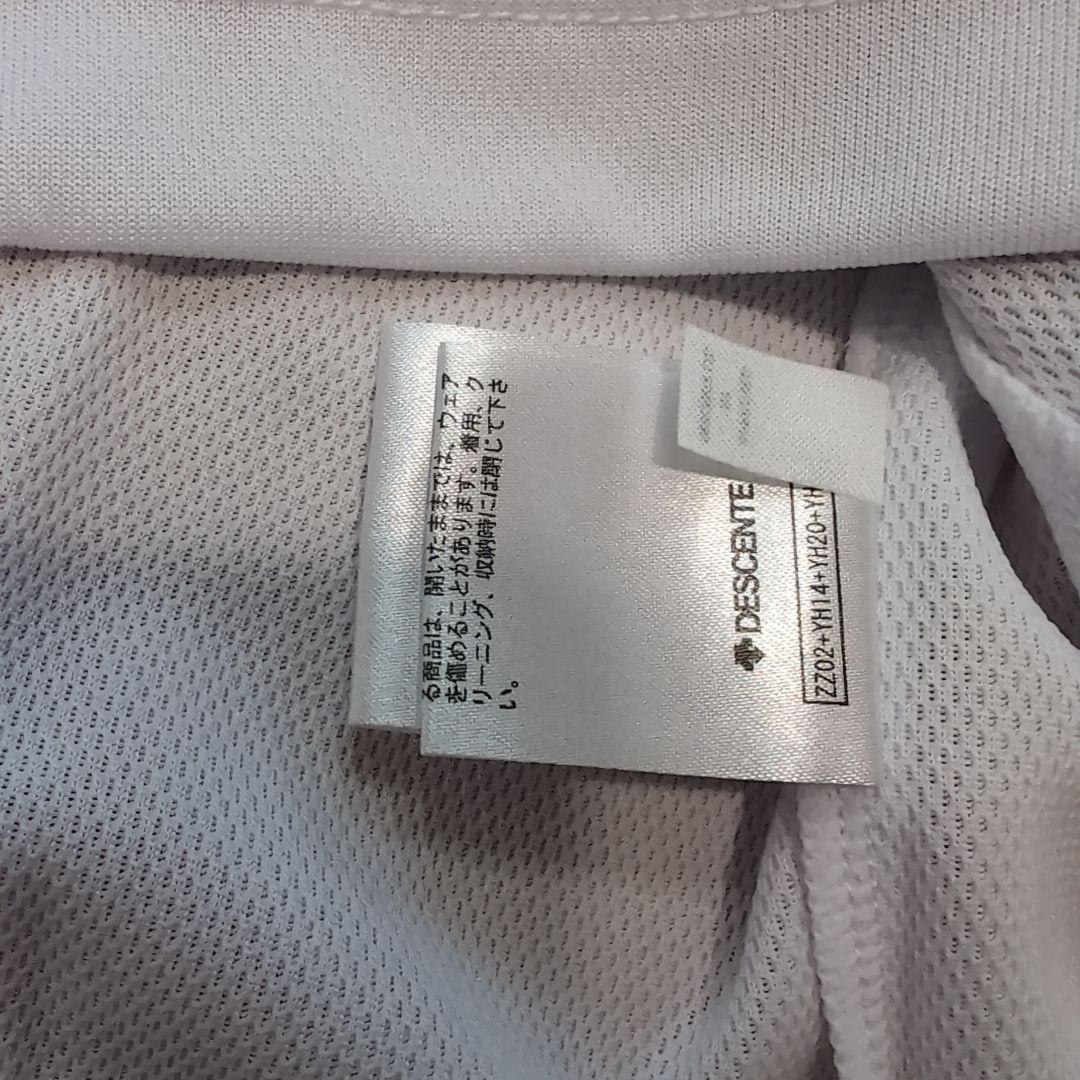 る商品は、開いたままでは、ウェア
を傷めることがあります。着用、ク
リーニング、収納時には閉じて下さ
い。
DESCENTE
ZZ02+YH14+YH20+YH